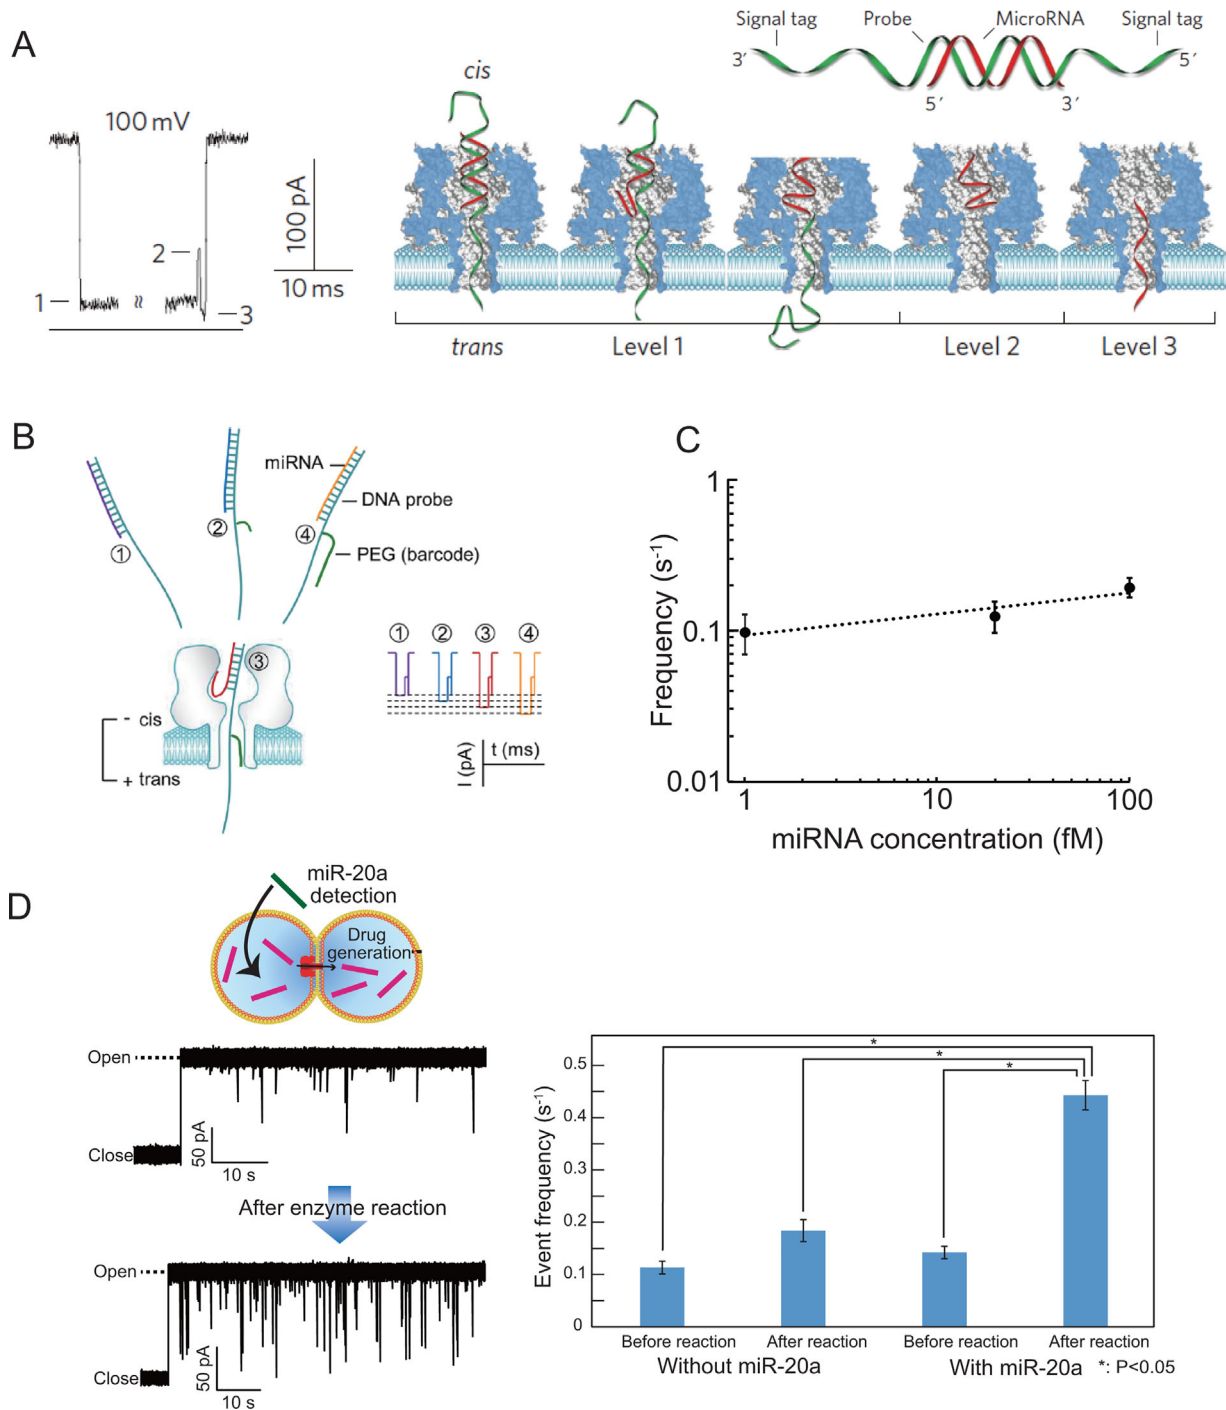 A
Signal tag
Probe
MicroRNA
Signal tag
3′
5′
5′
3′
cis
100 mV
100 pA
10 ms
1
2
3
trans
Level 1
Level 2
Level 3
B
miRNA
DNA probe
PEG (barcode)
①
②
④
③
- cis
+ trans
① ② ③ ④
I (pA)
t (ms)
C
1
0.1
0.01
Frequency (s-1)
1
10
100
miRNA concentration (fM)
D
miR-20a
detection
Drug
generation
Open
Close
50 pA
10 s
After enzyme reaction
Open
Close
50 pA
10 s
Event frequency (s-1)
0.5
0.4
0.3
0.2
0.1
0
*
*
*
Before reaction
After reaction
Before reaction
After reaction
Without miR-20a
With miR-20a
*: P<0.05